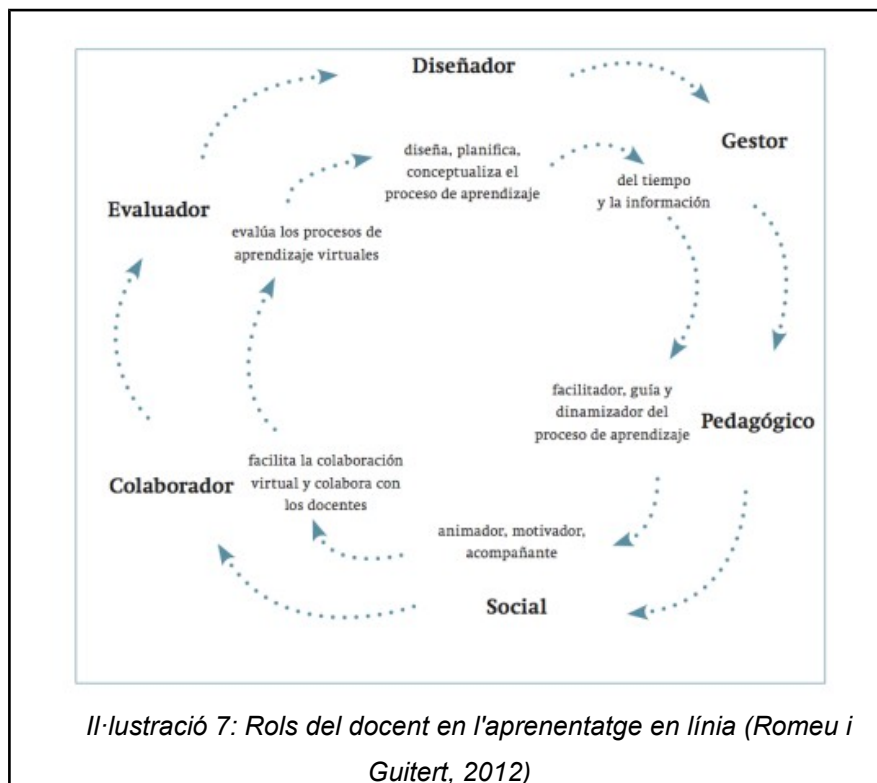 Diseñador
diseña, planifica,
conceptualiza el
proceso de aprendizaje
Gestor
del tiempo
y la información
Pedagógico
facilitador, guía y
dinamizador del
proceso de aprendizaje
Social
animador, motivador,
acompañante
Colaborador
facilita la colaboración
virtual y colabora con
los docentes
Evaluador
evalúa los procesos de
aprendizaje virtuales
Il·lustració 7: Rols del docent en l'aprenentatge en línia (Romeu i
Guitert, 2012)